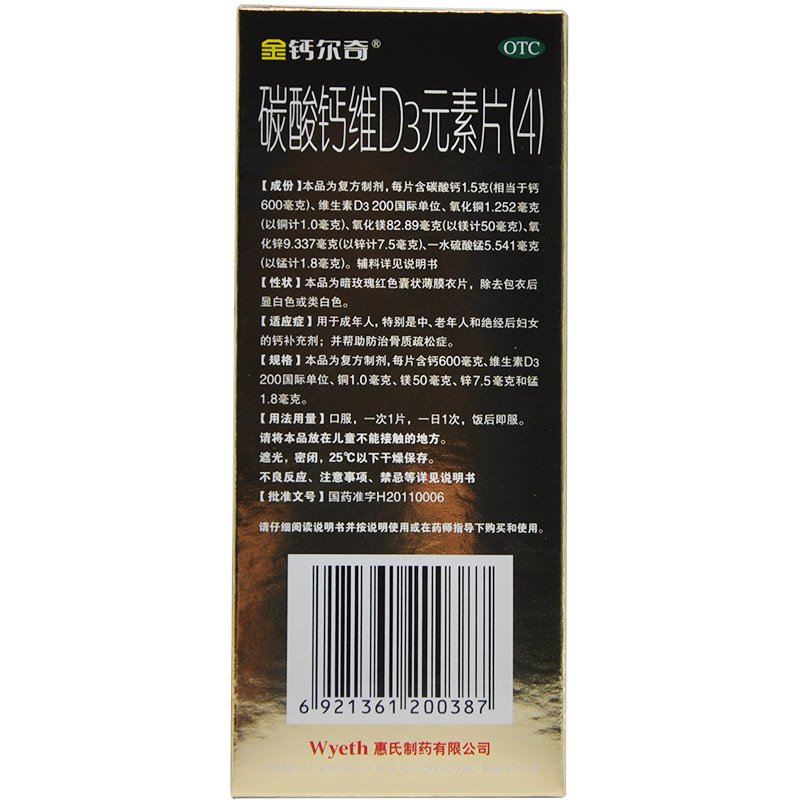 金钙尔奇®
OTC
碳酸钙维D3元素片(4)
【成份】本品为复方制剂，每片含碳酸钙1.5克(相当于钙
600毫克)、维生素D3 200国际单位、氧化铜1.252毫克
(以铜计1.0毫克)、氧化镁82.89毫克(以镁计50毫克)、氧
化锌9.337毫克(以锌计7.5毫克)、一水硫酸锰5.541毫克
(以锰计1.8毫克)。辅料详见说明书
【性状】本品为暗玫瑰红色囊状薄膜衣片，除去包衣后
显白色或类白色。
【适应症】用于成年人，特别是中、老年人和绝经后妇女
的钙补充剂；并帮助防治骨质疏松症。
【规格】本品为复方制剂，每片含钙600毫克、维生素D3
200国际单位、铜1.0毫克、镁50毫克、锌7.5毫克和锰
1.8毫克。
【用法用量】口服，一次1片，一日1次，饭后即服。
请将本品放在儿童不能接触的地方。
遮光，密闭，25℃以下干燥保存。
不良反应、注意事项、禁忌等详见说明书
【批准文号】国药准字H20110006
请仔细阅读说明书并按说明使用或在药师指导下购买和使用。
6 921361 200387
Wyeth 惠氏制药有限公司